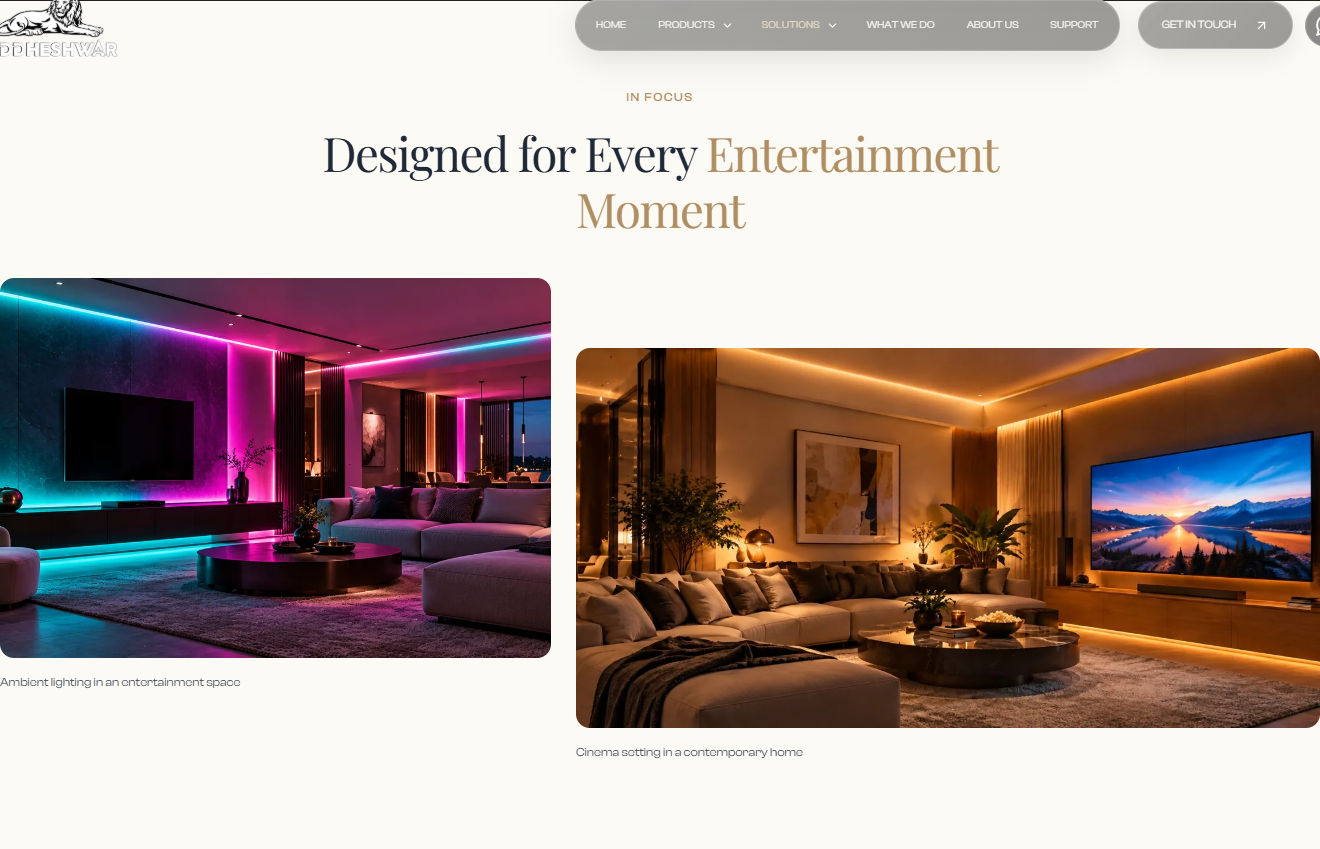 DDHESHWAR
HOME PRODUCTS SOLUTIONS WHAT WE DO ABOUT US SUPPORT GET IN TOUCH
IN FOCUS
Designed for Every Entertainment
Moment
Ambient lighting in an entertainment space
Cinema setting in a contemporary home